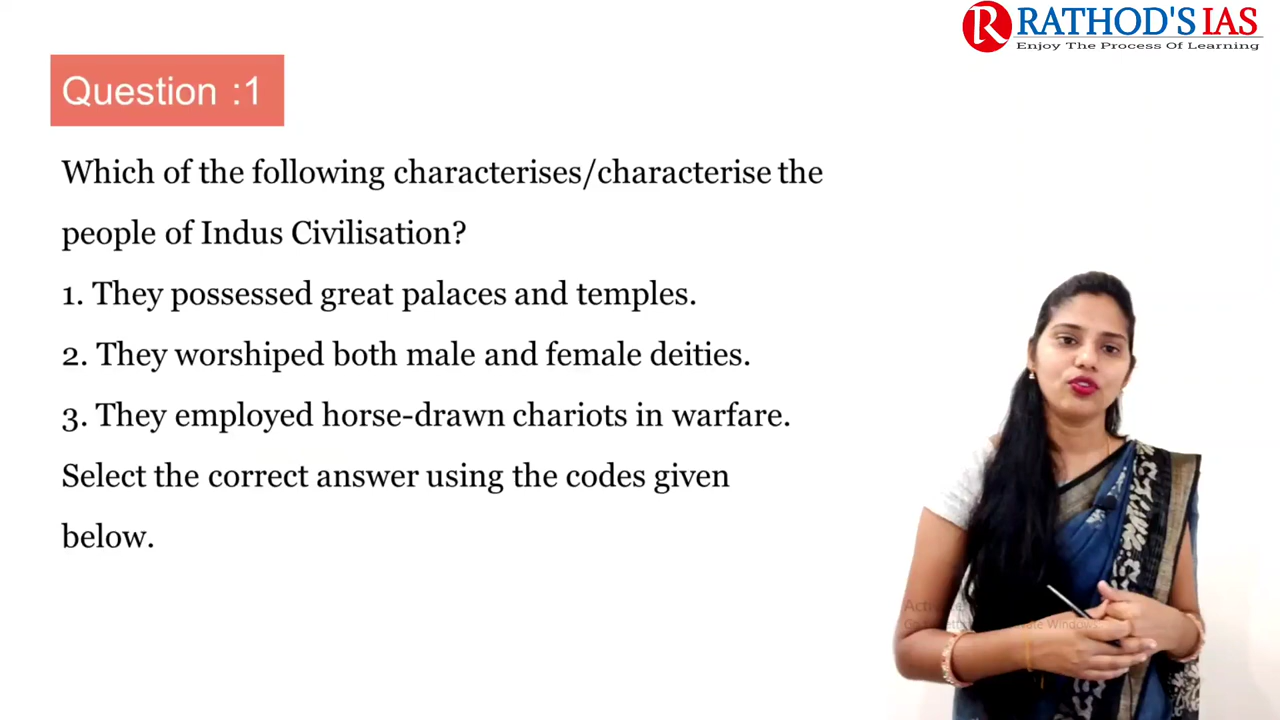 RATHOD'S IAS
Enjoy The Process Of Learning
Question :1
Which of the following characterises/characterise the
people of Indus Civilisation?
1. They possessed great palaces and temples.
2. They worshiped both male and female deities.
3. They employed horse-drawn chariots in warfare.
Select the correct answer using the codes given
below.